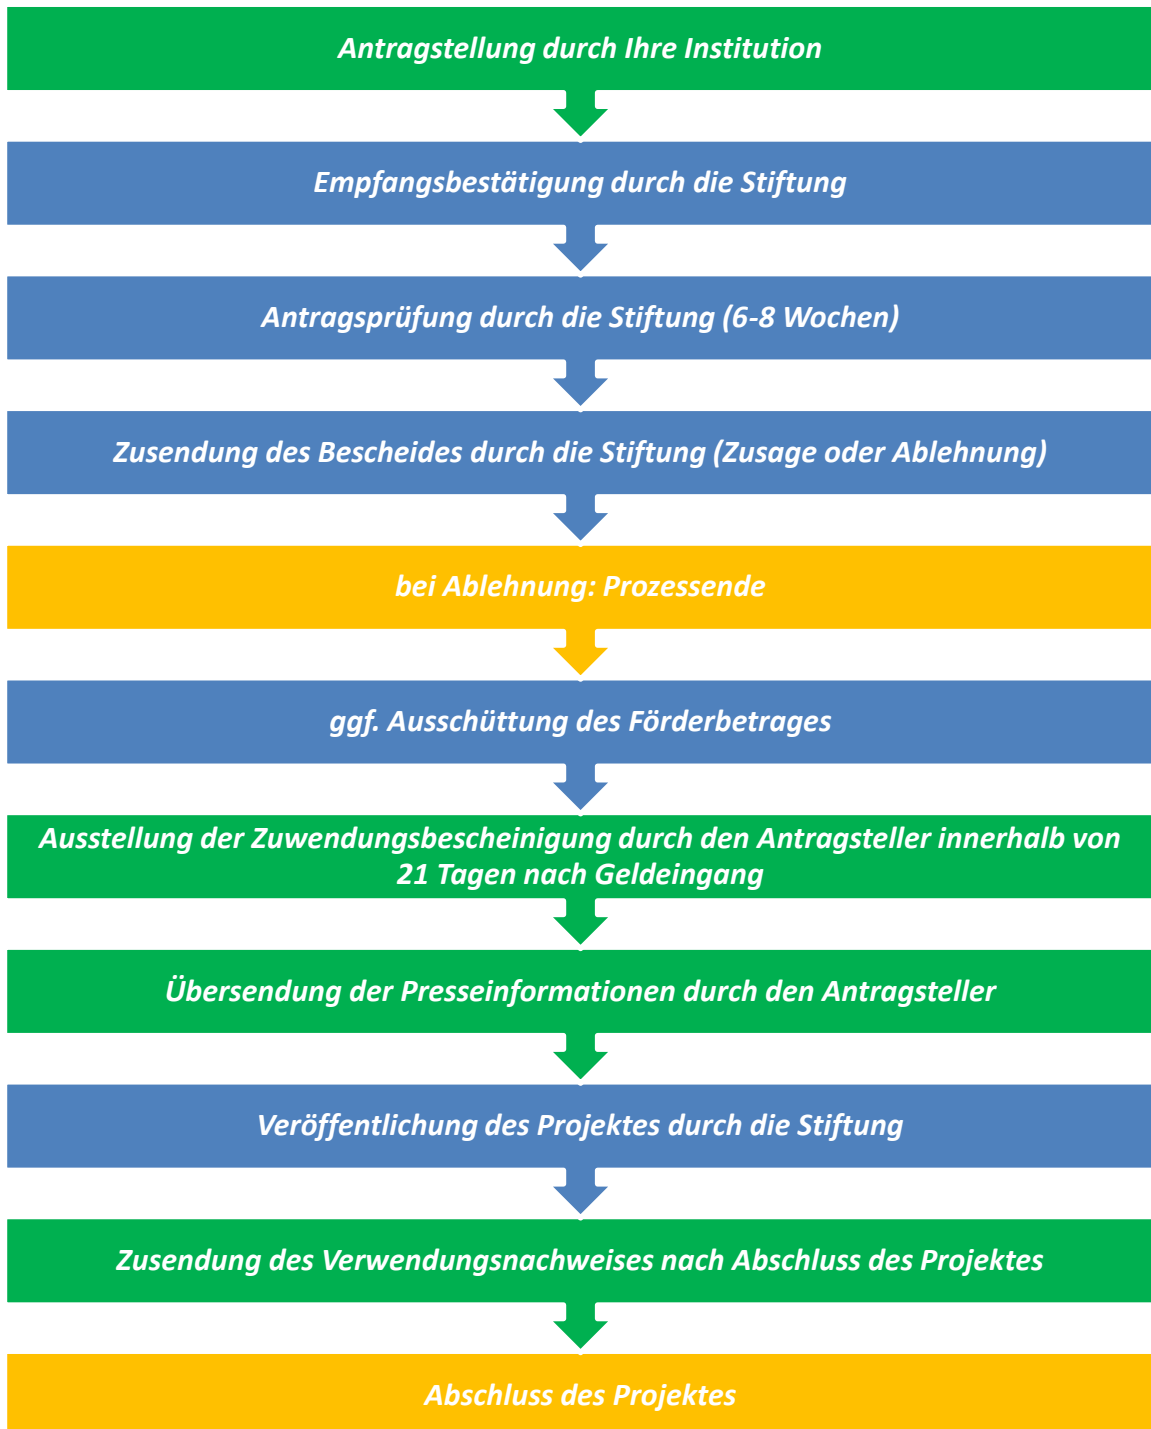 Antragstellung durch Ihre Institution
Empfangsbestätigung durch die Stiftung
Antragsprüfung durch die Stiftung (6-8 Wochen)
Zusendung des Bescheides durch die Stiftung (Zusage oder Ablehnung)
bei Ablehnung: Prozessende
ggf. Ausschüttung des Förderbetrages
Ausstellung der Zuwendungsbescheinigung durch den Antragsteller innerhalb von
21 Tagen nach Geldeingang
Übersendung der Presseinformationen durch den Antragsteller
Veröffentlichung des Projektes durch die Stiftung
Zusendung des Verwendungsnachweises nach Abschluss des Projektes
Abschluss des Projektes